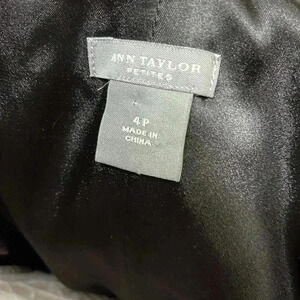 ANN TAYLOR
PETITES
4P
MADE IN
CHINA